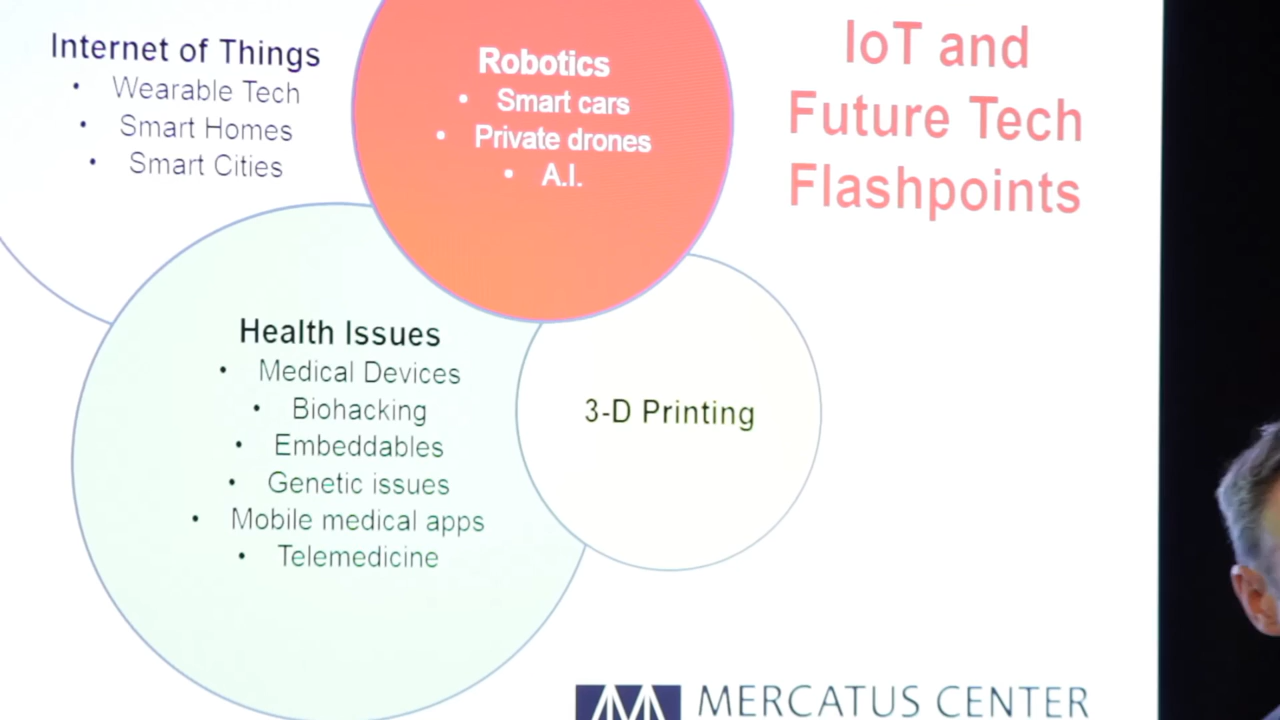 Internet of Things
• Wearable Tech
• Smart Homes
• Smart Cities
Robotics
• Smart cars
• Private drones
• A.I.
IoT and
Future Tech
Flashpoints
Health Issues
• Medical Devices
• Biohacking
• Embeddables
• Genetic issues
• Mobile medical apps
• Telemedicine
3-D Printing
MERCATUS CENTER